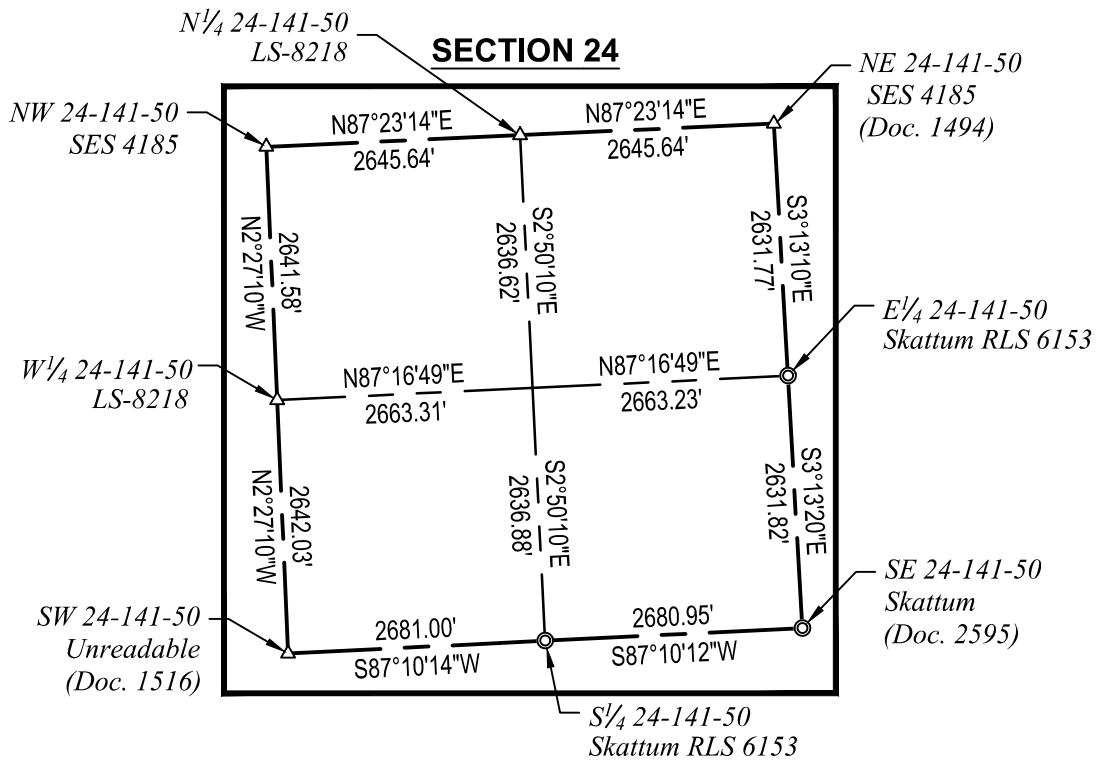 N1/4 24-141-50
LS-8218
SECTION 24
NE 24-141-50
SES 4185
(Doc. 1494)
NW 24-141-50
SES 4185
N87°23'14"E
2645.64'
N87°23'14"E
2645.64'
N2°27'10"W
2641.58'
S2°50'10"E
2636.62'
S3°13'10"E
2631.77'
E1/4 24-141-50
Skattum RLS 6153
W1/4 24-141-50
LS-8218
N87°16'49"E
2663.31'
N87°16'49"E
2663.23'
N2°27'10"W
2642.03'
S2°50'10"E
2636.88'
S3°13'20"E
2631.82'
SW 24-141-50
Unreadable
(Doc. 1516)
2681.00'
S87°10'14"W
2680.95'
S87°10'12"W
SE 24-141-50
Skattum
(Doc. 2595)
S1/4 24-141-50
Skattum RLS 6153